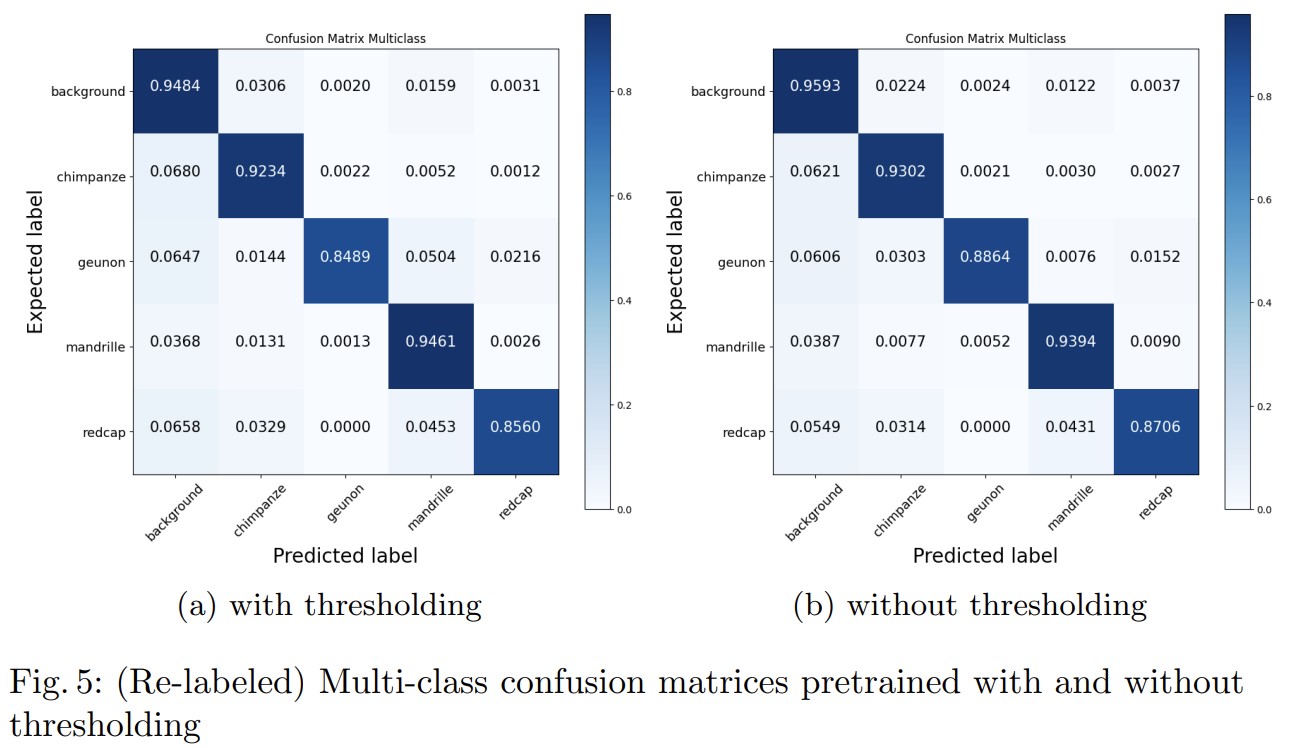 Confusion Matrix Multiclass
Expected label
background 0.9484 0.0306 0.0020 0.0159 0.0031
chimpanze 0.0680 0.9234 0.0022 0.0052 0.0012
geunon 0.0647 0.0144 0.8489 0.0504 0.0216
mandrille 0.0368 0.0131 0.0013 0.9461 0.0026
redcap 0.0658 0.0329 0.0000 0.0453 0.8560
background chimpanze geunon mandrille redcap
Predicted label
0.8
0.6
0.4
0.2
0.0
(a) with thresholding
Confusion Matrix Multiclass
Expected label
background 0.9593 0.0224 0.0024 0.0122 0.0037
chimpanze 0.0621 0.9302 0.0021 0.0030 0.0027
geunon 0.0606 0.0303 0.8864 0.0076 0.0152
mandrille 0.0387 0.0077 0.0052 0.9394 0.0090
redcap 0.0549 0.0314 0.0000 0.0431 0.8706
background chimpanze geunon mandrille redcap
Predicted label
0.8
0.6
0.4
0.2
0.0
(b) without thresholding
Fig. 5: (Re-labeled) Multi-class confusion matrices pretrained with and without
thresholding